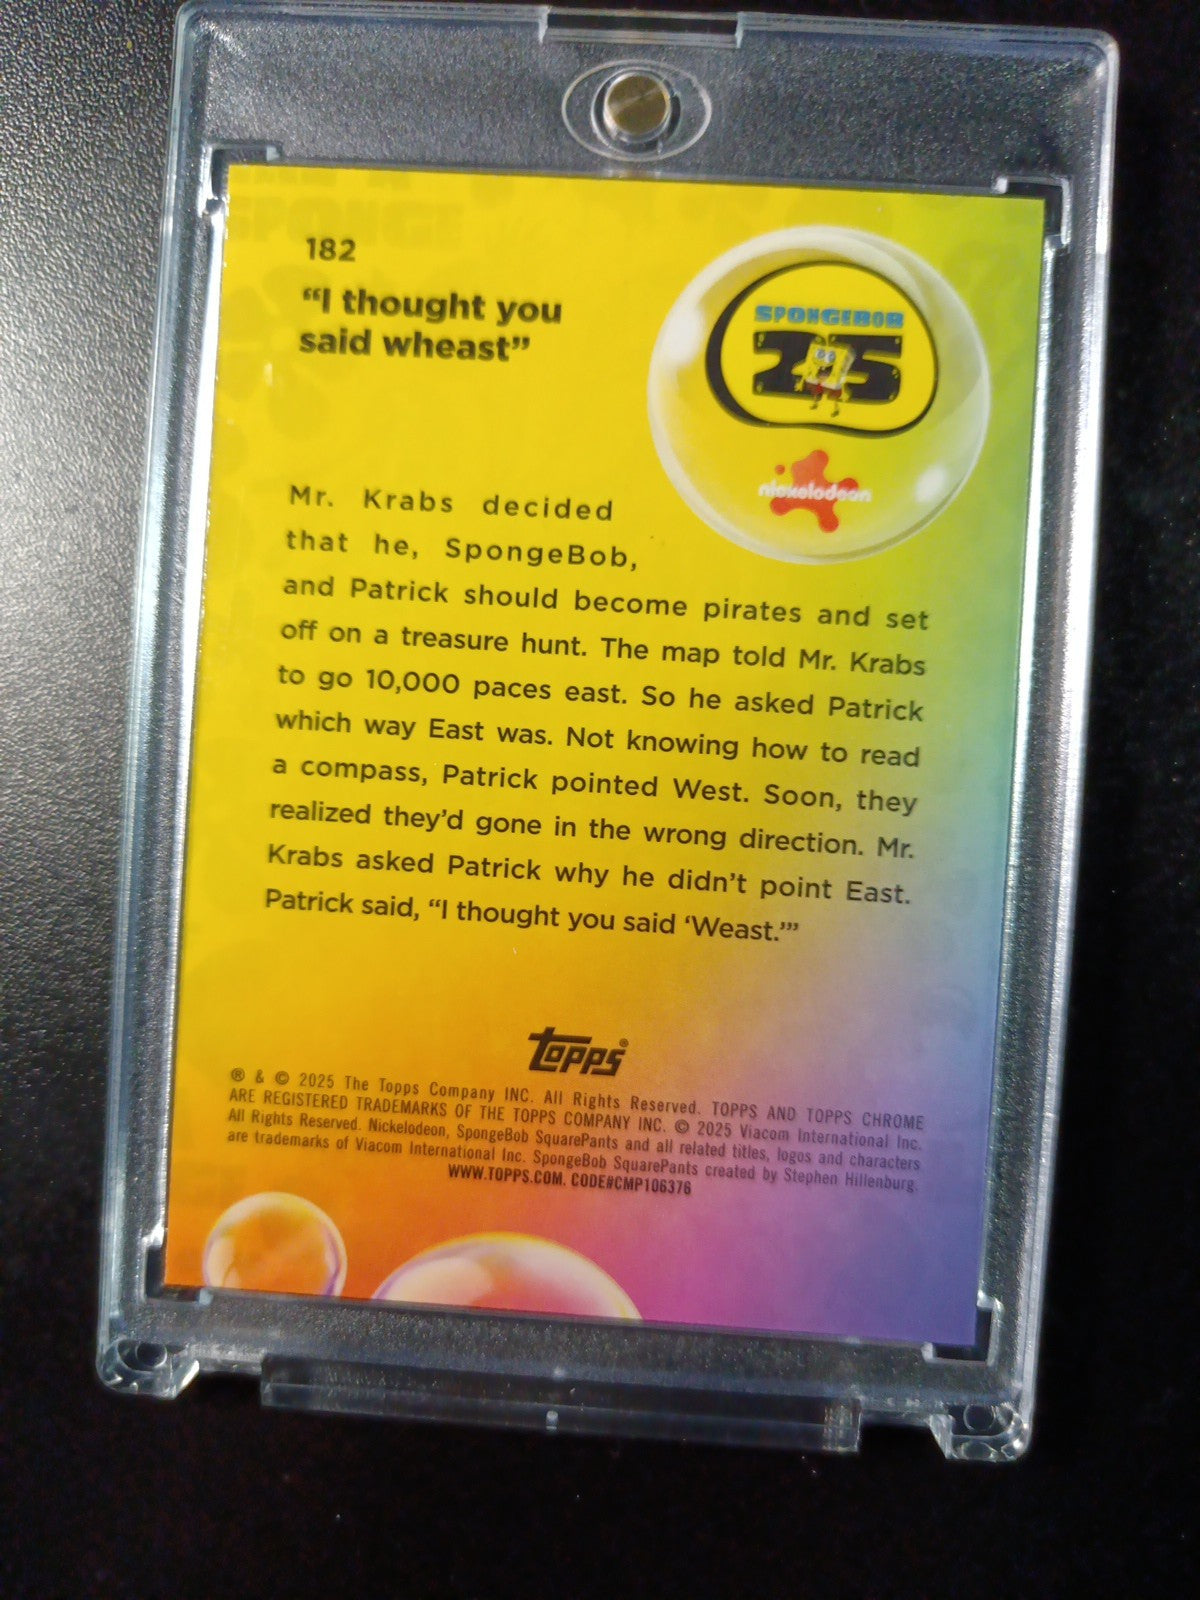 182
“I thought you
said wheast”
SPONGEBOB
25
nickelodeon
Mr. Krabs decided
that he, SpongeBob,
and Patrick should become pirates and set
off on a treasure hunt. The map told Mr. Krabs
to go 10,000 paces east. So he asked Patrick
which way East was. Not knowing how to read
a compass, Patrick pointed West. Soon, they
realized they’d gone in the wrong direction. Mr.
Krabs asked Patrick why he didn’t point East.
Patrick said, “I thought you said ‘Weast.’”
topps®
® & © 2025 The Topps Company INC. All Rights Reserved. TOPPS AND TOPPS CHROME
ARE REGISTERED TRADEMARKS OF THE TOPPS COMPANY INC. © 2025 Viacom International Inc.
All Rights Reserved. Nickelodeon, SpongeBob SquarePants and all related titles, logos and characters
are trademarks of Viacom International Inc. SpongeBob SquarePants created by Stephen Hillenburg.
WWW.TOPPS.COM. CODE#CMP106376